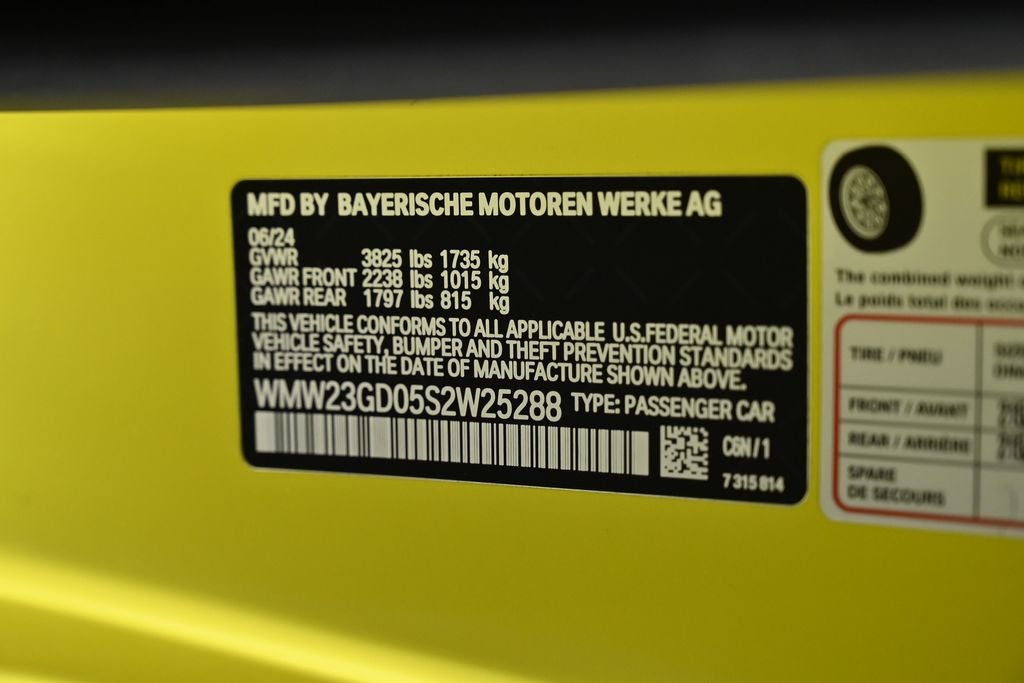 MFD BY BAYERISCHE MOTOREN WERKE AG
06/24
GVWR 3825 lbs 1735 kg
GAWR FRONT 2238 lbs 1015 kg
GAWR REAR 1797 lbs 815 kg
THIS VEHICLE CONFORMS TO ALL APPLICABLE U.S.FEDERAL MOTOR
VEHICLE SAFETY, BUMPER AND THEFT PREVENTION STANDARDS
IN EFFECT ON THE DATE OF MANUFACTURE SHOWN ABOVE.
WMW23GD05S2W25288 TYPE: PASSENGER CAR
C6N / 1
7 315 814
The combined weight
Le poids total des
TIRE / PNEU
FRONT / AVANT
REAR / ARRIÈRE
SPARE
DE SECOURS